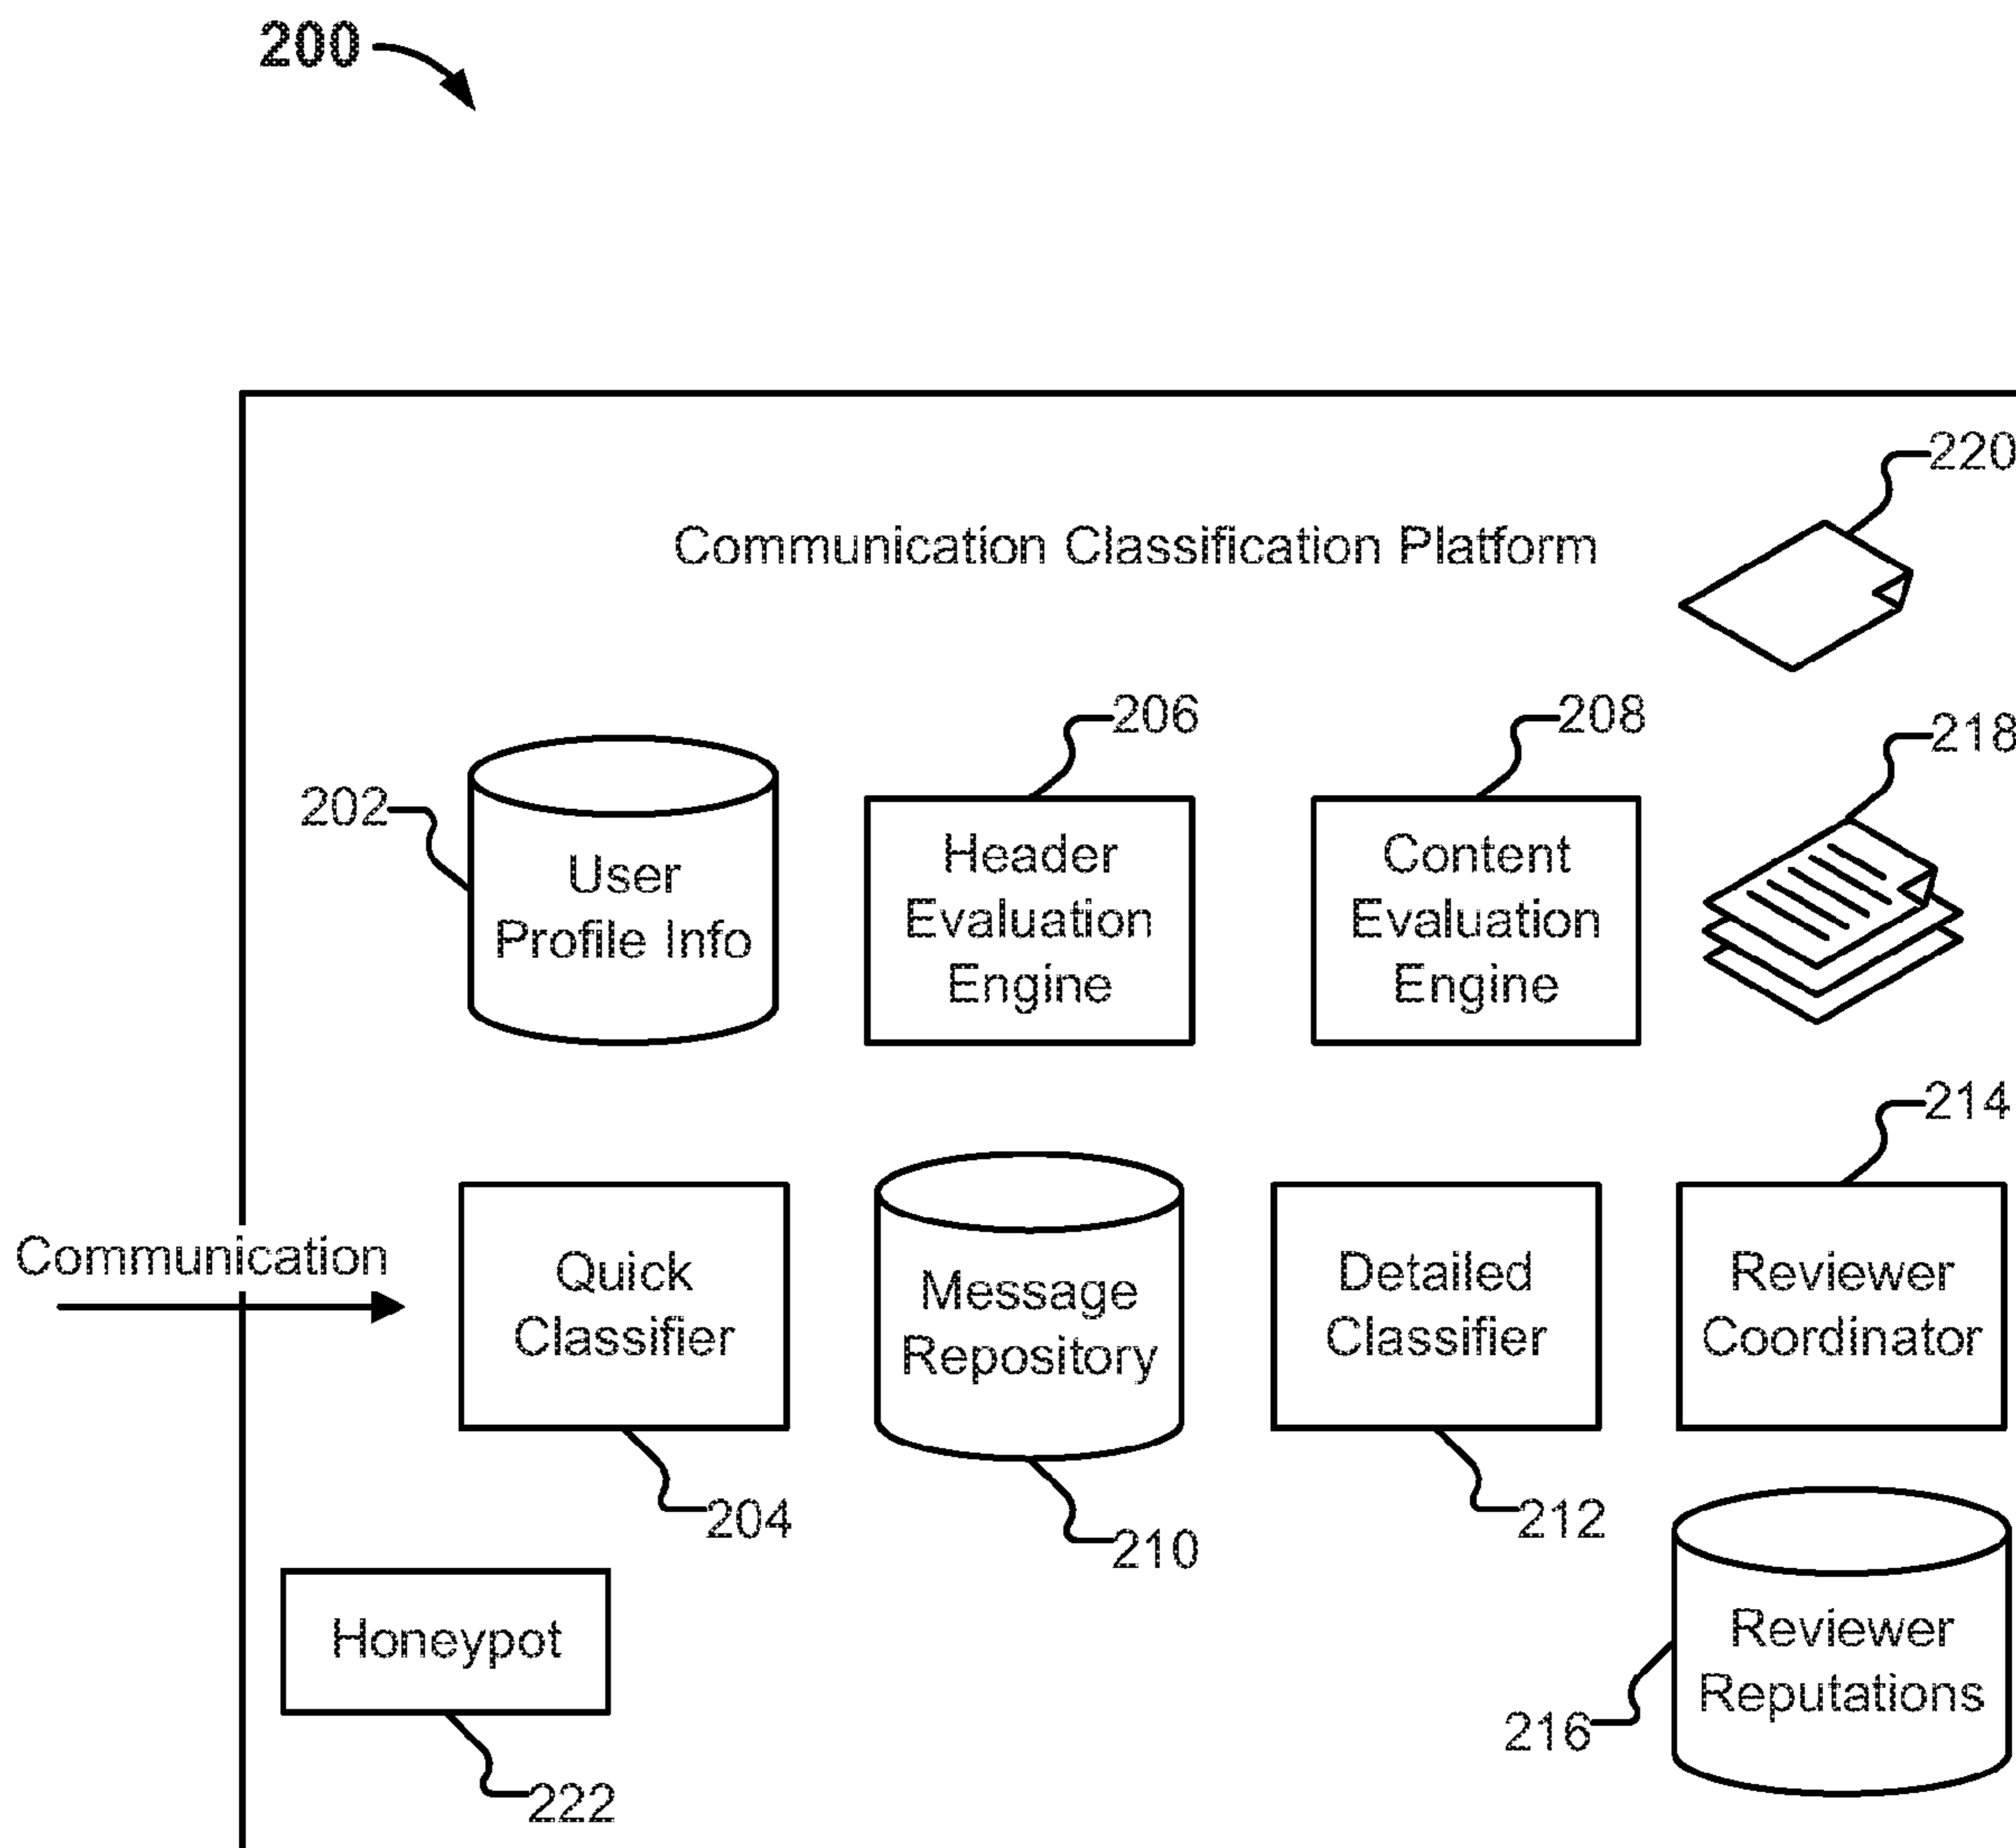 200
220
Communication Classification Platform
206
208
218
202
User
Profile Info
Header
Evaluation
Engine
Content
Evaluation
Engine
214
Communication
Quick
Classifier
Message
Repository
Detailed
Classifier
Reviewer
Coordinator
204
210
212
Honeypot
Reviewer
Reputations
216
222